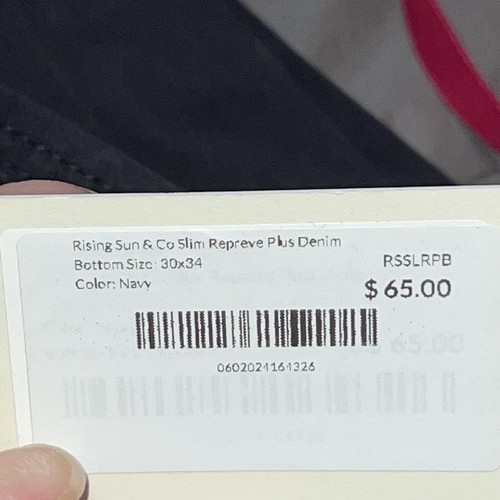 Rising Sun & Co Slim Repreve Plus Denim
Bottom Size: 30x34
RSSLRPB
Color: Navy
$ 65.00
0602021161326